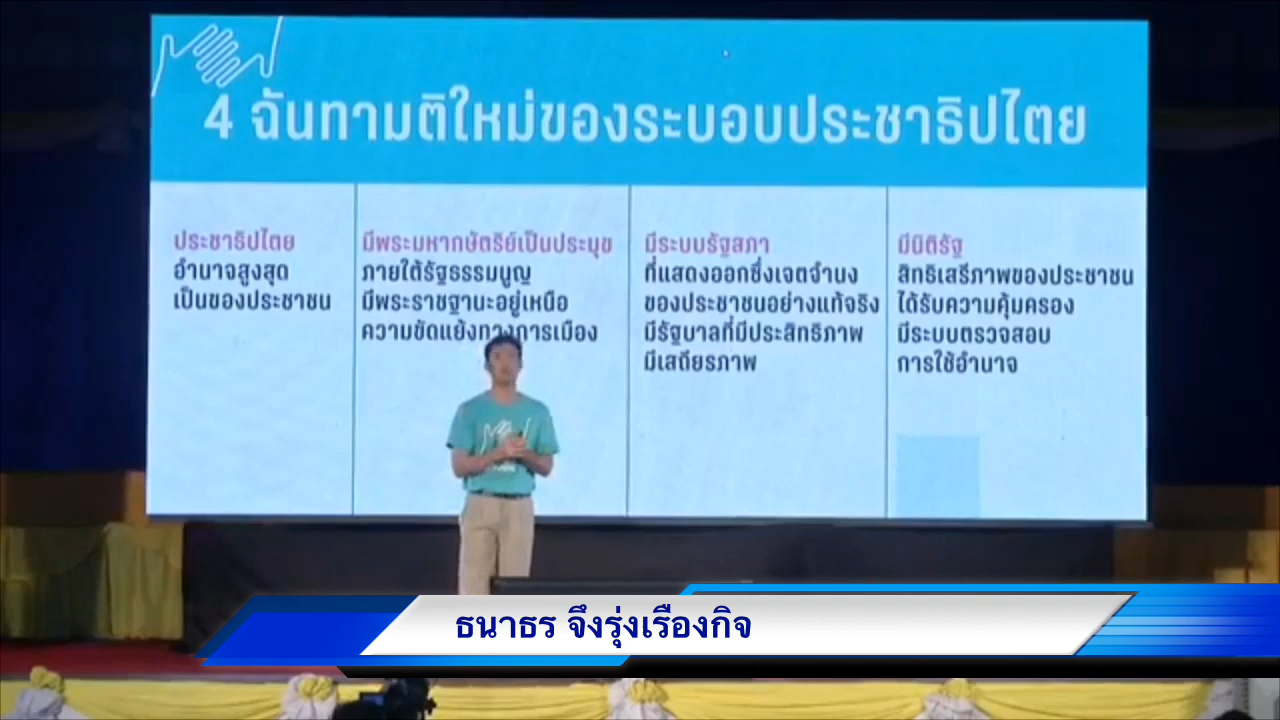 4 ฉันทามติใหม่ของระบอบประชาธิปไตย
ประชาธิปไตย
อำนาจสูงสุด
เป็นของประชาชน
มีพระมหากษัตริย์เป็นประมุข
ภายใต้รัฐธรรมนูญ
มีพระราชฐานะอยู่เหนือ
ความขัดแย้งทางการเมือง
มีระบบรัฐสภา
ที่แสดงออกซึ่งเจตจำนง
ของประชาชนอย่างแท้จริง
มีรัฐบาลที่มีประสิทธิภาพ
มีเสถียรภาพ
มีนิติรัฐ
สิทธิเสรีภาพของประชาชน
ได้รับความคุ้มครอง
มีระบบตรวจสอบ
การใช้อำนาจ
ธนาธร จึงรุ่งเรืองกิจ